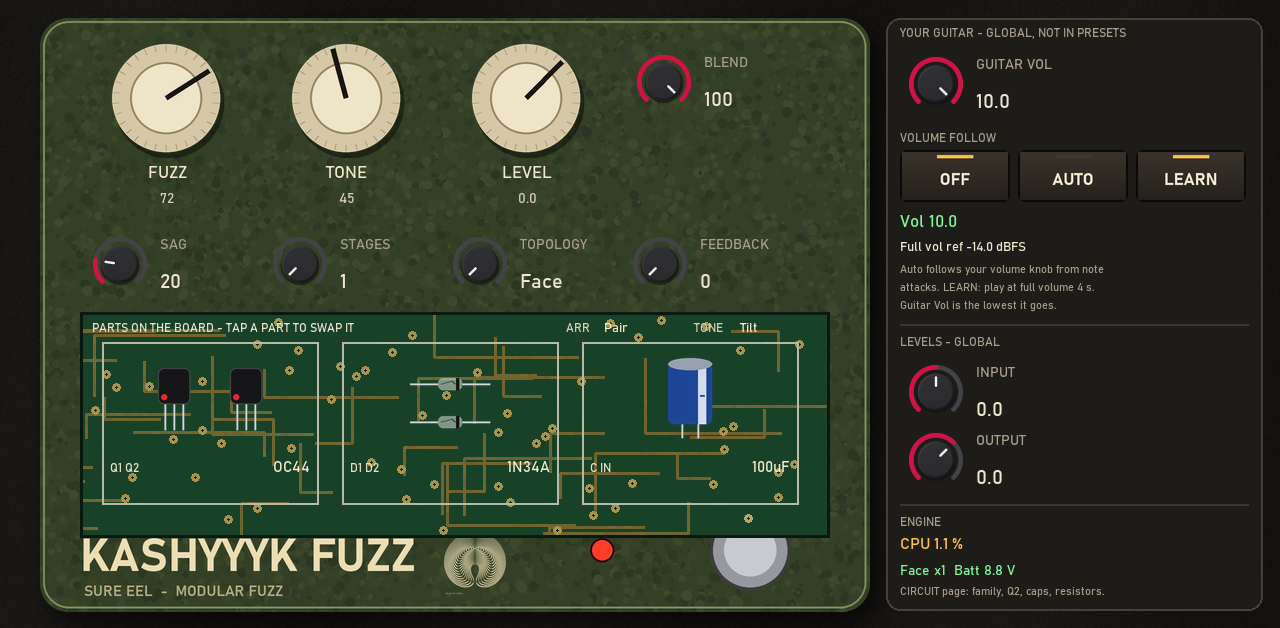 YOUR GUITAR - GLOBAL, NOT IN PRESETS
BLEND
100
GUITAR VOL
10.0
FUZZ
72
TONE
45
LEVEL
0.0
VOLUME FOLLOW
OFF
AUTO
LEARN
Vol 10.0
Full vol ref -14.0 dBFS
Auto follows your volume knob from note
attacks. LEARN: play at full volume 4 s.
Guitar Vol is the lowest it goes.
SAG
20
STAGES
1
TOPOLOGY
Face
FEEDBACK
0
PARTS ON THE BOARD - TAP A PART TO SWAP IT
ARR Pair
TONE Tilt
Q1 Q2 OC44
D1 D2 1N34A
C IN 100µF
LEVELS - GLOBAL
INPUT
0.0
OUTPUT
0.0
KASHYYYK FUZZ
SURE EEL - MODULAR FUZZ
ENGINE
CPU 1.1 %
Face x1 Batt 8.8 V
CIRCUIT page: family, Q2, caps, resistors.